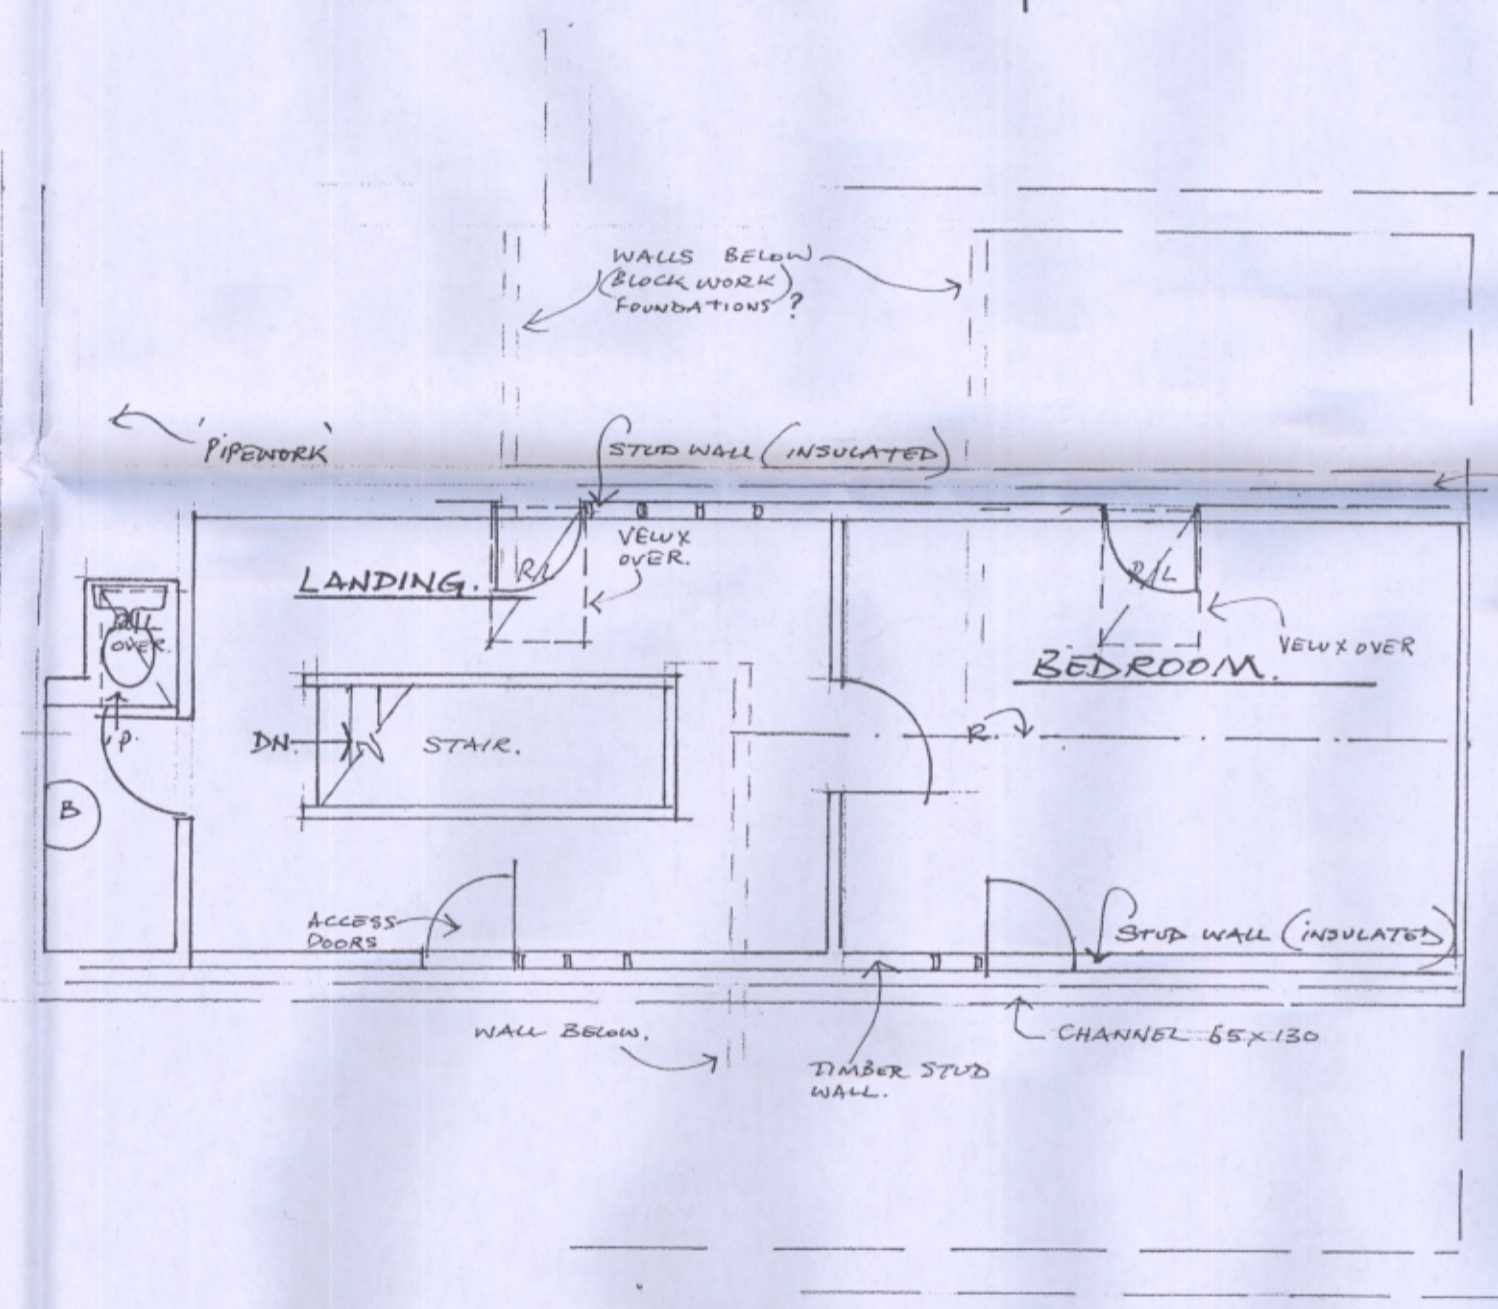 WALLS BELOW
(BLOCK WORK)
FOUNDATIONS?
'PIPEWORK'
STUD WALL (INSULATED)
VELUX
OVER.
LANDING.
R/L
R/L
VELUX OVER
BEDROOM.
OVER.
UP.
DN.
STAIR.
R
B
ACCESS
DOORS
STUD WALL (INSULATED)
WALL BELOW.
CHANNEL 65X130
TIMBER STUD
WALL.